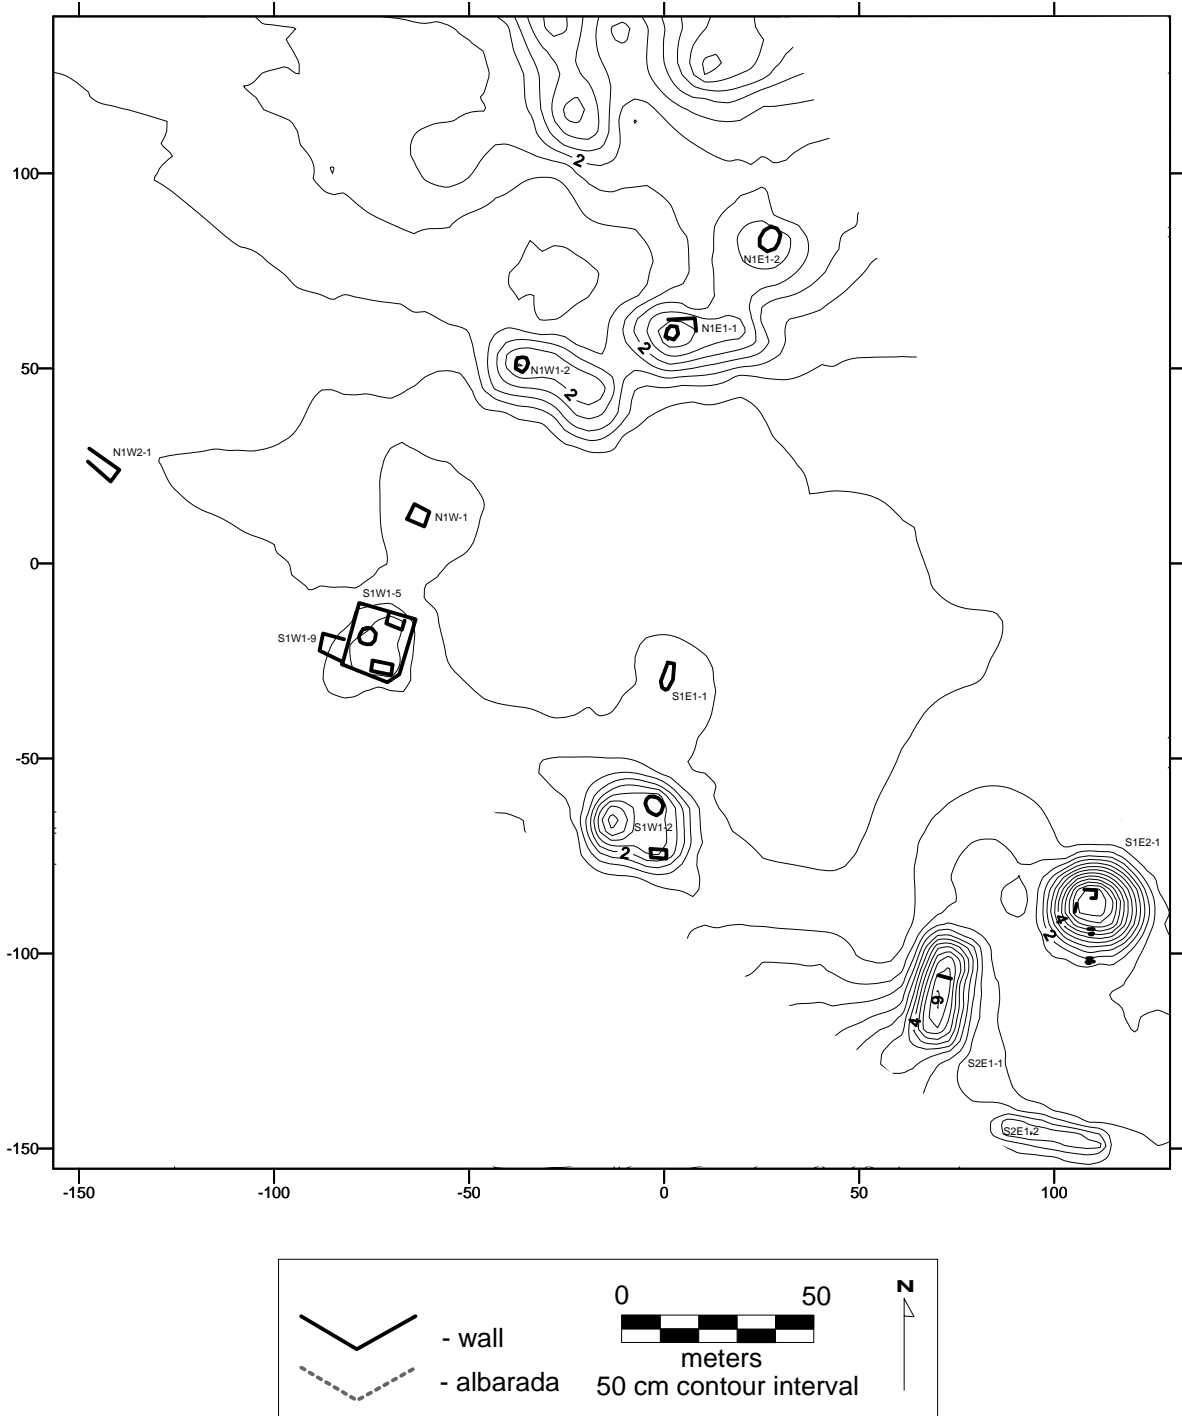 2
100
N1E1-2
N1E1-1
2
50
N1W1-2
2
N1W2-1
N1W-1
0
S1W1-5
S1W1-9
S1E1-1
-50
S1W1-2
2
S1E2-1
4
2
-100
6
4
S2E1-1
S2E1-2
-150
-150 -100 -50 0 50 100
N
0 50
- wall
meters
- albarada
50 cm contour interval